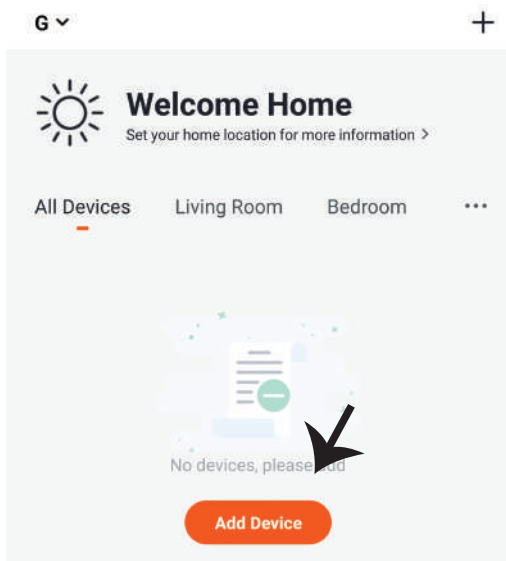 G
Welcome Home
Set your home location for more information >
All Devices Living Room Bedroom ...
No devices, please add
Add Device